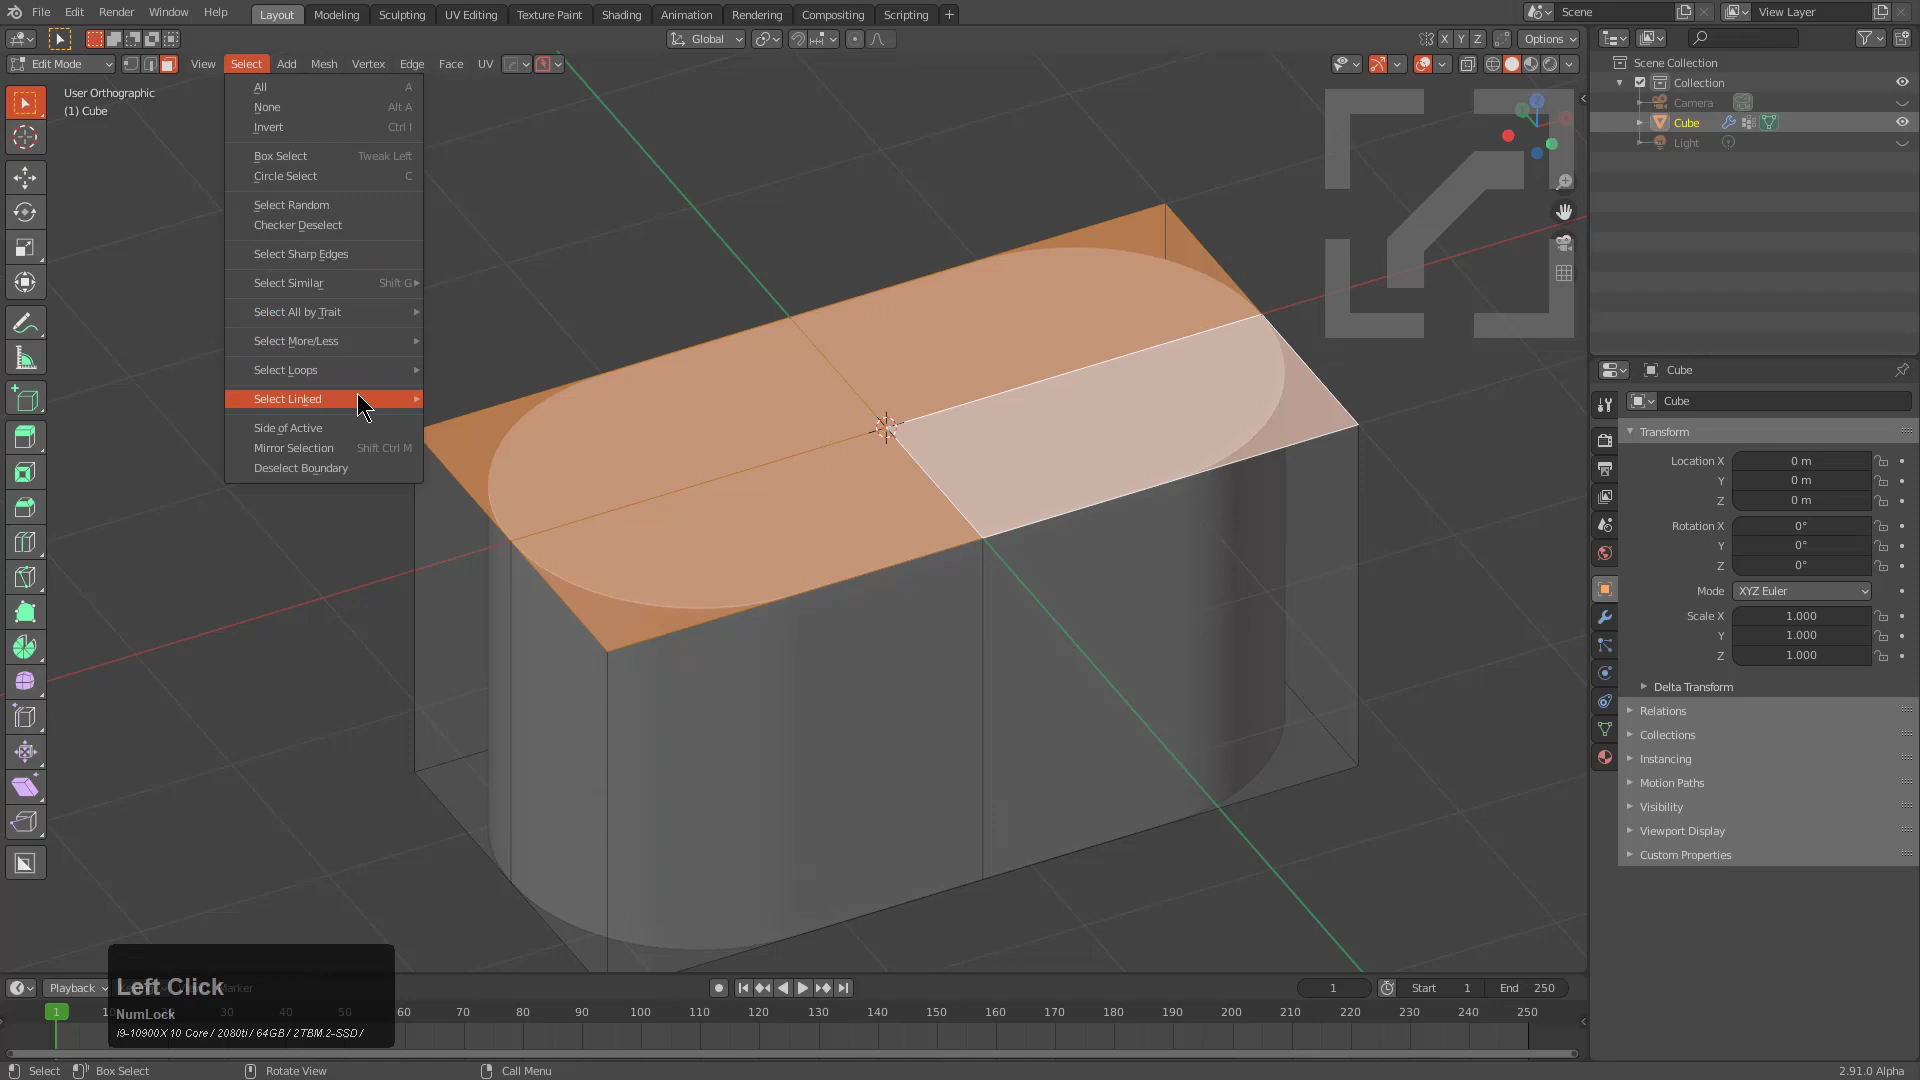 File Edit Render Window Help Layout Modeling Sculpting UV Editing Texture Paint Shading Animation Rendering Compositing Scripting + Scene View Layer
Global X Y Z Options
Edit Mode View Select Add Mesh Vertex Edge Face UV
User Orthographic
(1) Cube
All A
None Alt A
Invert Ctrl I
Box Select Tweak Left
Circle Select C
Select Random
Checker Deselect
Select Sharp Edges
Select Similar Shift G
Select All by Trait
Select More/Less
Select Loops
Select Linked
Side of Active
Mirror Selection Shift Ctrl M
Deselect Boundary
Z
Scene Collection
Collection
Camera
Cube
Light
Cube
Cube
Transform
Location X 0 m
Y 0 m
Z 0 m
Rotation X 0°
Y 0°
Z 0°
Mode XYZ Euler
Scale X 1.000
Y 1.000
Z 1.000
Delta Transform
Relations
Collections
Instancing
Motion Paths
Visibility
Viewport Display
Custom Properties
Playback 1 Start 1 End 250
Left Click
NumLock
i9-10900X 10 Core / 2080ti / 64GB / 2TBM.2-SSD /
1 30 40 50 60 70 80 90 100 110 120 130 140 150 160 170 180 190 200 210 220 230 240 250
Select Box Select Rotate View Call Menu 2.91.0 Alpha